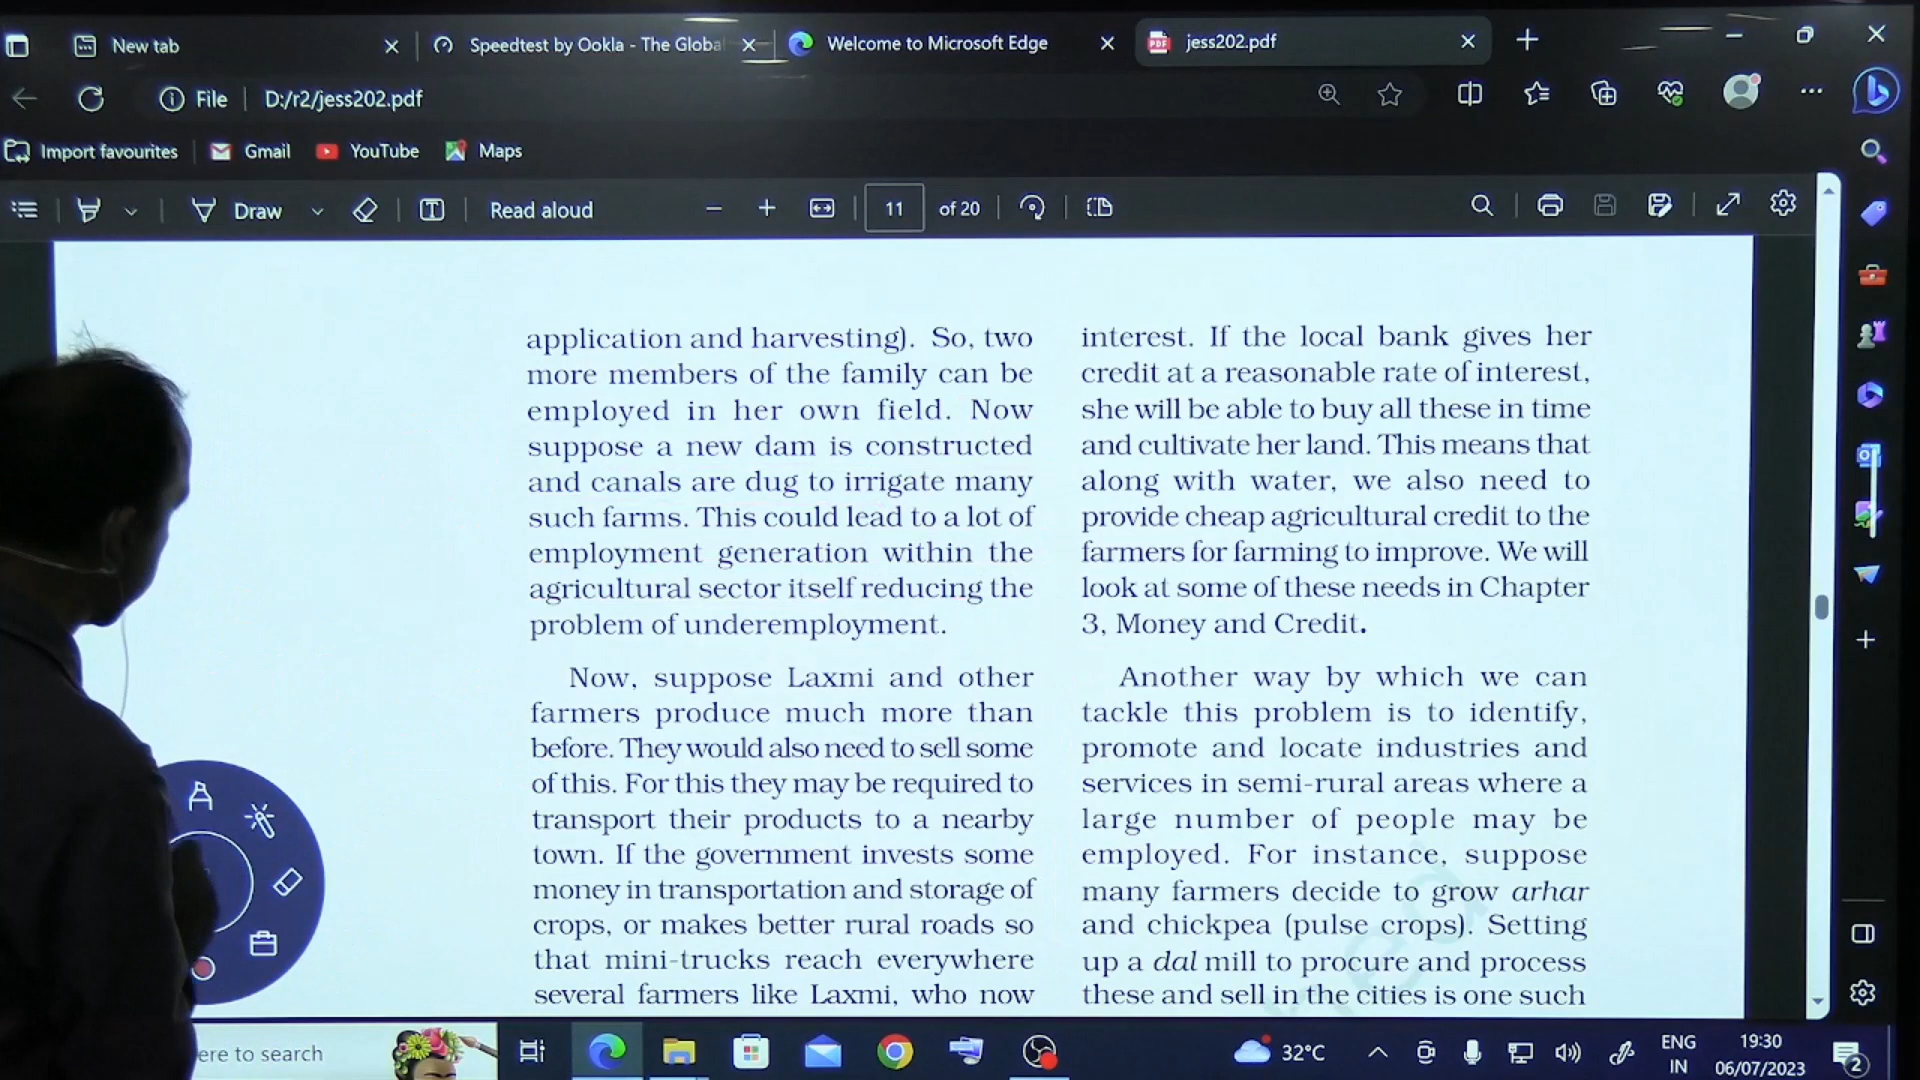 New tab
Speedtest by Ookla - The Globa
Welcome to Microsoft Edge
jess202.pdf
File
D:/r2/jess202.pdf
Import favourites
Gmail
YouTube
Maps
Draw
Read aloud
11
of 20
application and harvesting). So, two
more members of the family can be
employed in her own field. Now
suppose a new dam is constructed
and canals are dug to irrigate many
such farms. This could lead to a lot of
employment generation within the
agricultural sector itself reducing the
problem of underemployment.
Now, suppose Laxmi and other
farmers produce much more than
before. They would also need to sell some
of this. For this they may be required to
transport their products to a nearby
town. If the government invests some
money in transportation and storage of
crops, or makes better rural roads so
that mini-trucks reach everywhere
several farmers like Laxmi, who now
interest. If the local bank gives her
credit at a reasonable rate of interest,
she will be able to buy all these in time
and cultivate her land. This means that
along with water, we also need to
provide cheap agricultural credit to the
farmers for farming to improve. We will
look at some of these needs in Chapter
3, Money and Credit.
Another way by which we can
tackle this problem is to identify,
promote and locate industries and
services in semi-rural areas where a
large number of people may be
employed. For instance, suppose
many farmers decide to grow arhar
and chickpea (pulse crops). Setting
up a dal mill to procure and process
these and sell in the cities is one such
ere to search
32°C
ENG
IN
19:30
06/07/2023
2